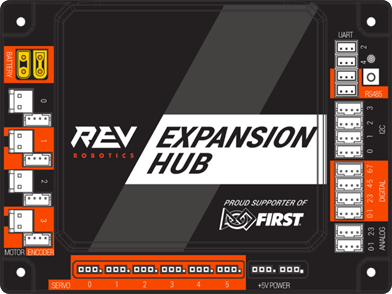 UART
2
4
BATTERY
RS485
0
1
2
3
MOTOR ENCODER
REV
ROBOTICS
EXPANSION
HUB
PROUD SUPPORTER OF
FIRST
I2C
0 1 2 3
DIGITAL
01 23 45 67
ANALOG
01 23
SERVO 0 1 2 3 4 5
+5V POWER